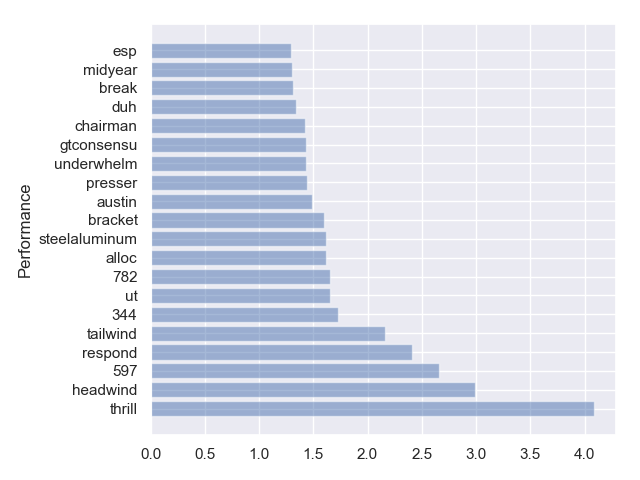 esp
midyear
break
duh
chairman
gtconsensu
underwhelm
presser
austin
bracket
steelaluminum
alloc
782
ut
344
tailwind
respond
597
headwind
thrill
Performance
0.0 0.5 1.0 1.5 2.0 2.5 3.0 3.5 4.0